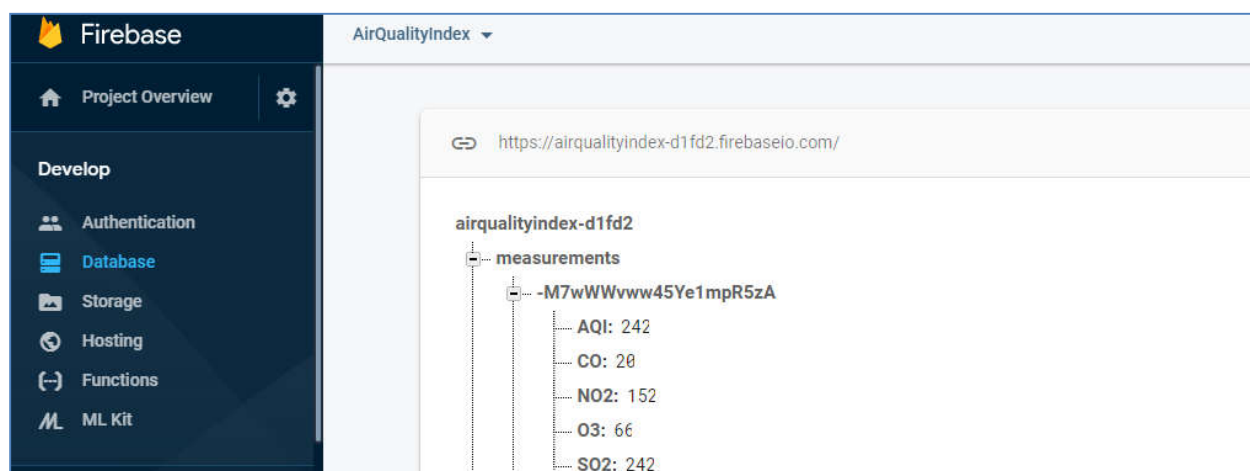 Firebase
AirQualityIndex
Project Overview
https://airqualityindex-d1fd2.firebaseio.com/
Develop
Authentication
Database
Storage
Hosting
Functions
ML Kit
airqualityindex-d1fd2
measurements
-M7wWWvww45Ye1mpR5zA
AQI: 242
CO: 20
NO2: 152
O3: 66
SO2: 242